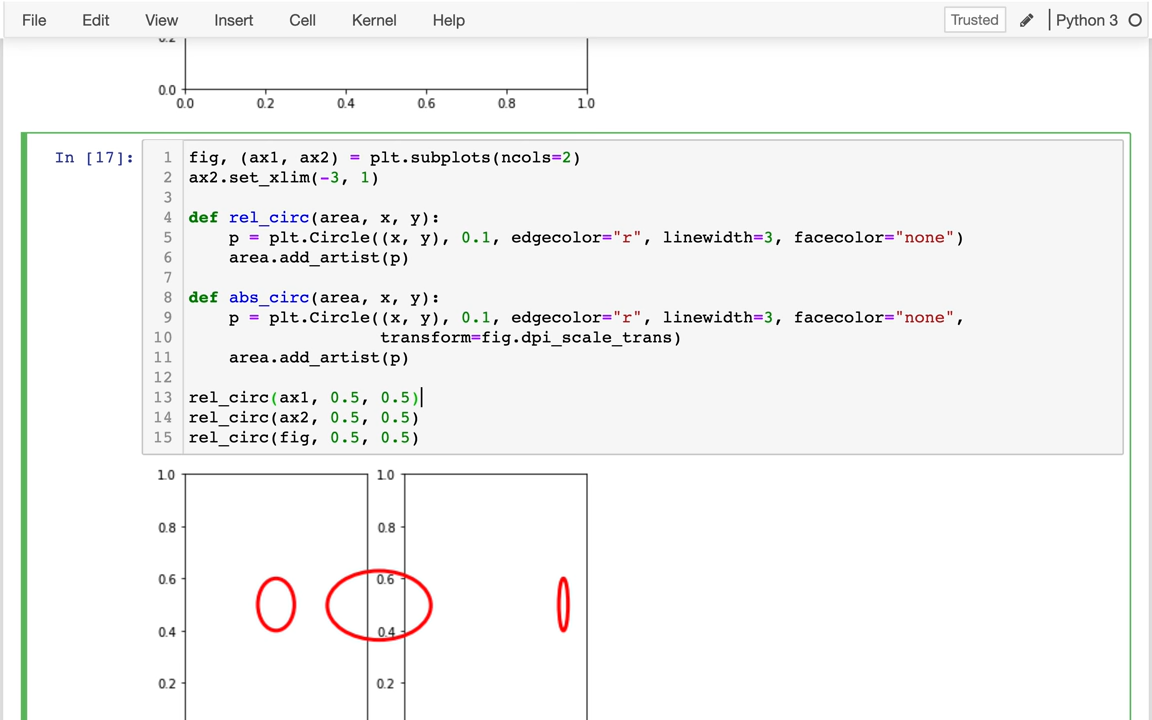 File Edit View Insert Cell Kernel Help Trusted Python 3
0.2
0.0
0.0 0.2 0.4 0.6 0.8 1.0
In [17]:
1 fig, (ax1, ax2) = plt.subplots(ncols=2)
2 ax2.set_xlim(-3, 1)
3
4 def rel_circ(area, x, y):
5     p = plt.Circle((x, y), 0.1, edgecolor="r", linewidth=3, facecolor="none")
6     area.add_artist(p)
7
8 def abs_circ(area, x, y):
9     p = plt.Circle((x, y), 0.1, edgecolor="r", linewidth=3, facecolor="none",
10                    transform=fig.dpi_scale_trans)
11     area.add_artist(p)
12
13 rel_circ(ax1, 0.5, 0.5)
14 rel_circ(ax2, 0.5, 0.5)
15 rel_circ(fig, 0.5, 0.5)
1.0 1.0
0.8 0.8
0.6 0.6
0.4 0.4
0.2 0.2